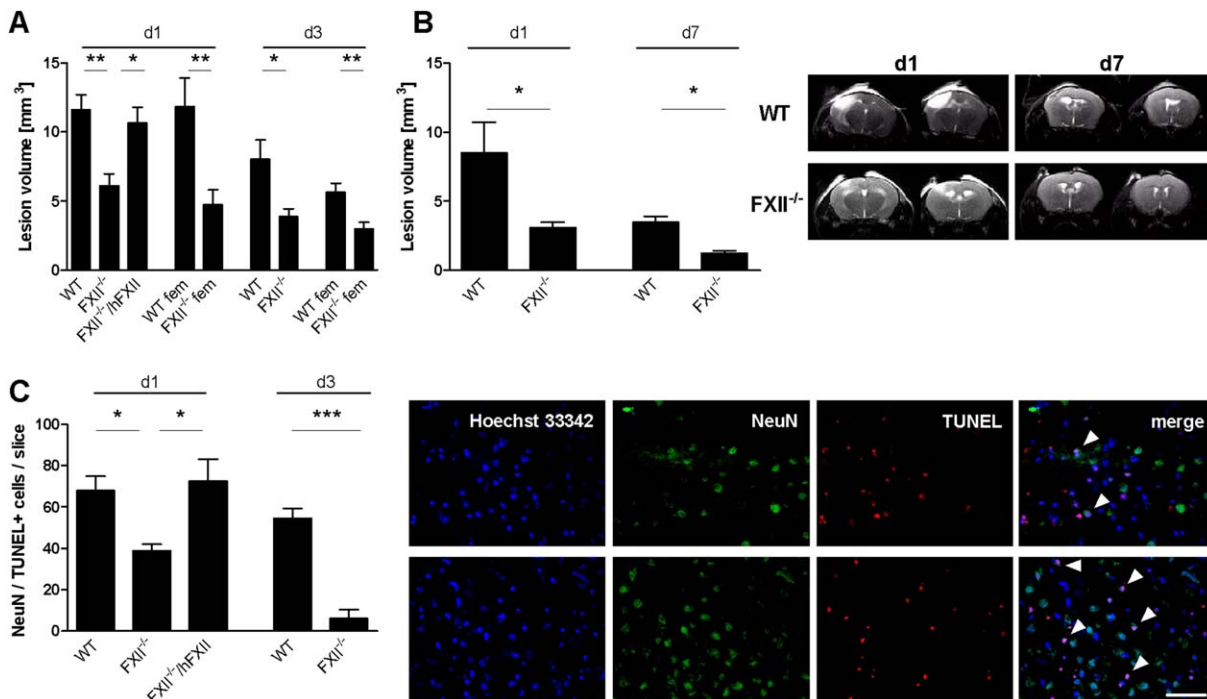 A
d1
d3
** * ** * **
Lesion volume [mm³]
15
10
5
0
WT
FXII-/-
FXII-/-/hFXII
WT fem
FXII-/- fem
WT
FXII-/-
WT fem
FXII-/- fem
B
d1
d7
* *
Lesion volume [mm³]
15
10
5
0
WT
FXII-/-
WT
FXII-/-
d1
d7
WT
FXII-/-
C
d1
d3
* * ***
NeuN / TUNEL+ cells / slice
100
80
60
40
20
0
WT
FXII-/-
FXII-/-/hFXII
WT
FXII-/-
Hoechst 33342
NeuN
TUNEL
merge